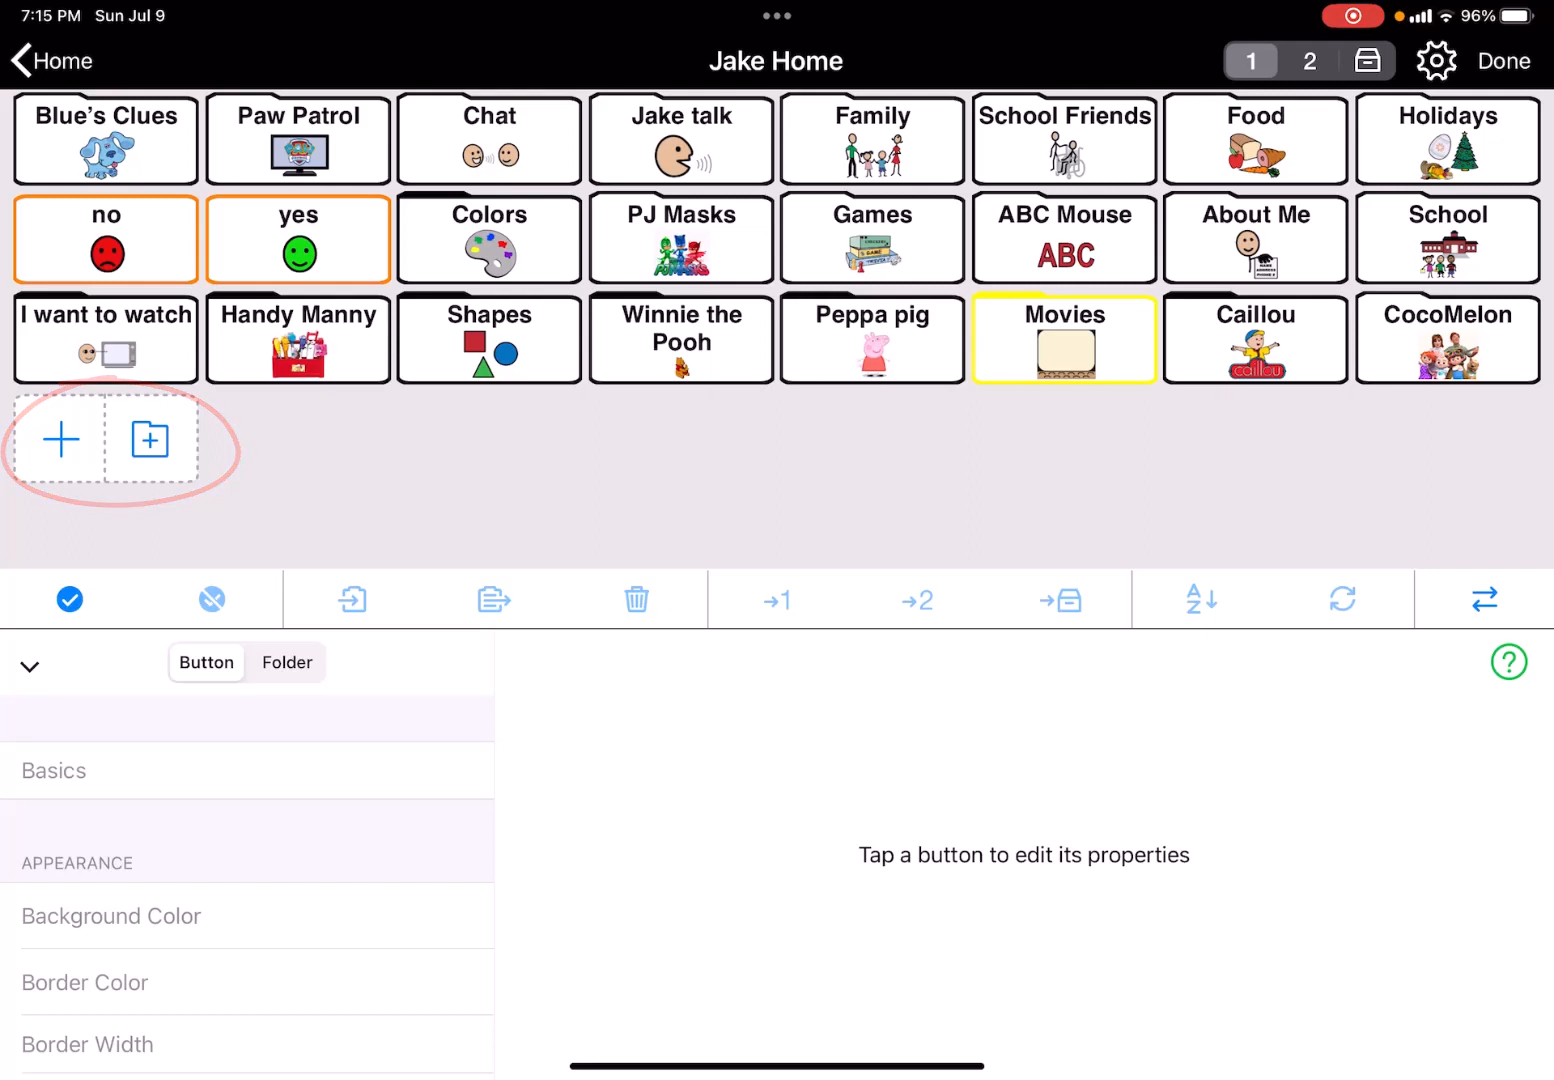 7:15 PM Sun Jul 9
96%
Home
Jake Home
1 2
Done
Blue's Clues
Paw Patrol
Chat
Jake talk
Family
School Friends
Food
Holidays
no
yes
Colors
PJ Masks
Games
ABC Mouse
ABC
About Me
School
I want to watch
Handy Manny
Shapes
Winnie the
Pooh
Peppa pig
Movies
Caillou
caillou
CocoMelon
→1
→2
A
Z
Button
Folder
?
Basics
APPEARANCE
Background Color
Border Color
Border Width
Tap a button to edit its properties